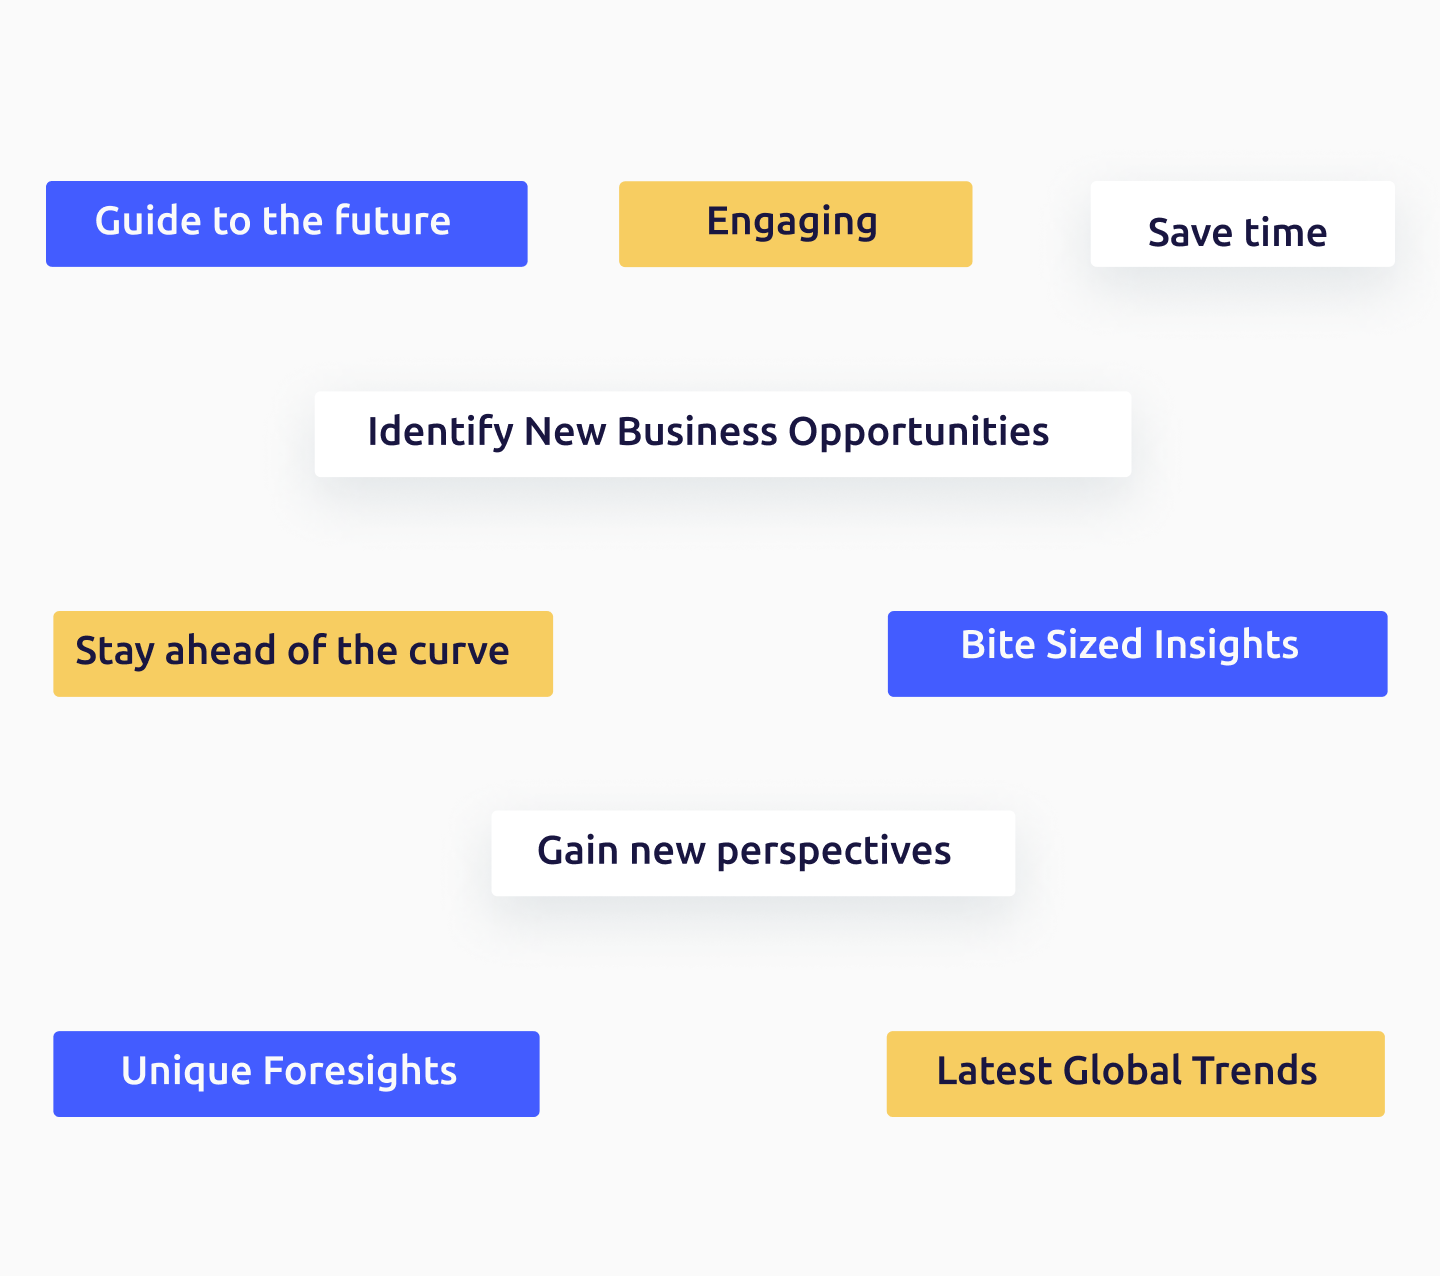 Guide to the future
Engaging
Save time
Identify New Business Opportunities
Stay ahead of the curve
Bite Sized Insights
Gain new perspectives
Unique Foresights
Latest Global Trends